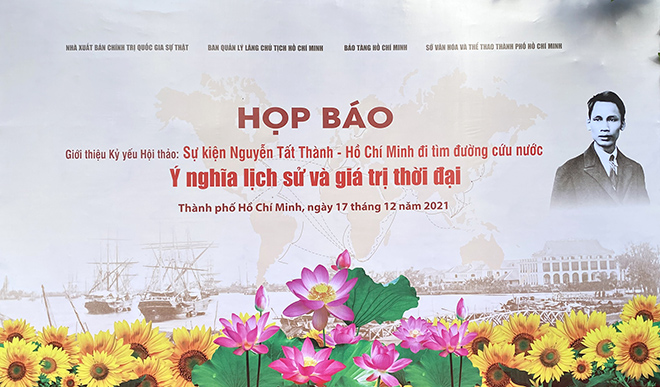 NHÀ XUẤT BẢN CHÍNH TRỊ QUỐC GIA SỰ THẬT BAN QUẢN LÝ LĂNG CHỦ TỊCH HỒ CHÍ MINH BẢO TÀNG HỒ CHÍ MINH SỞ VĂN HÓA VÀ THỂ THAO THÀNH PHỐ HỒ CHÍ MINH
HỌP BÁO
Giới thiệu Kỷ yếu Hội thảo: Sự kiện Nguyễn Tất Thành - Hồ Chí Minh đi tìm đường cứu nước
Ý nghĩa lịch sử và giá trị thời đại
Thành phố Hồ Chí Minh, ngày 17 tháng 12 năm 2021